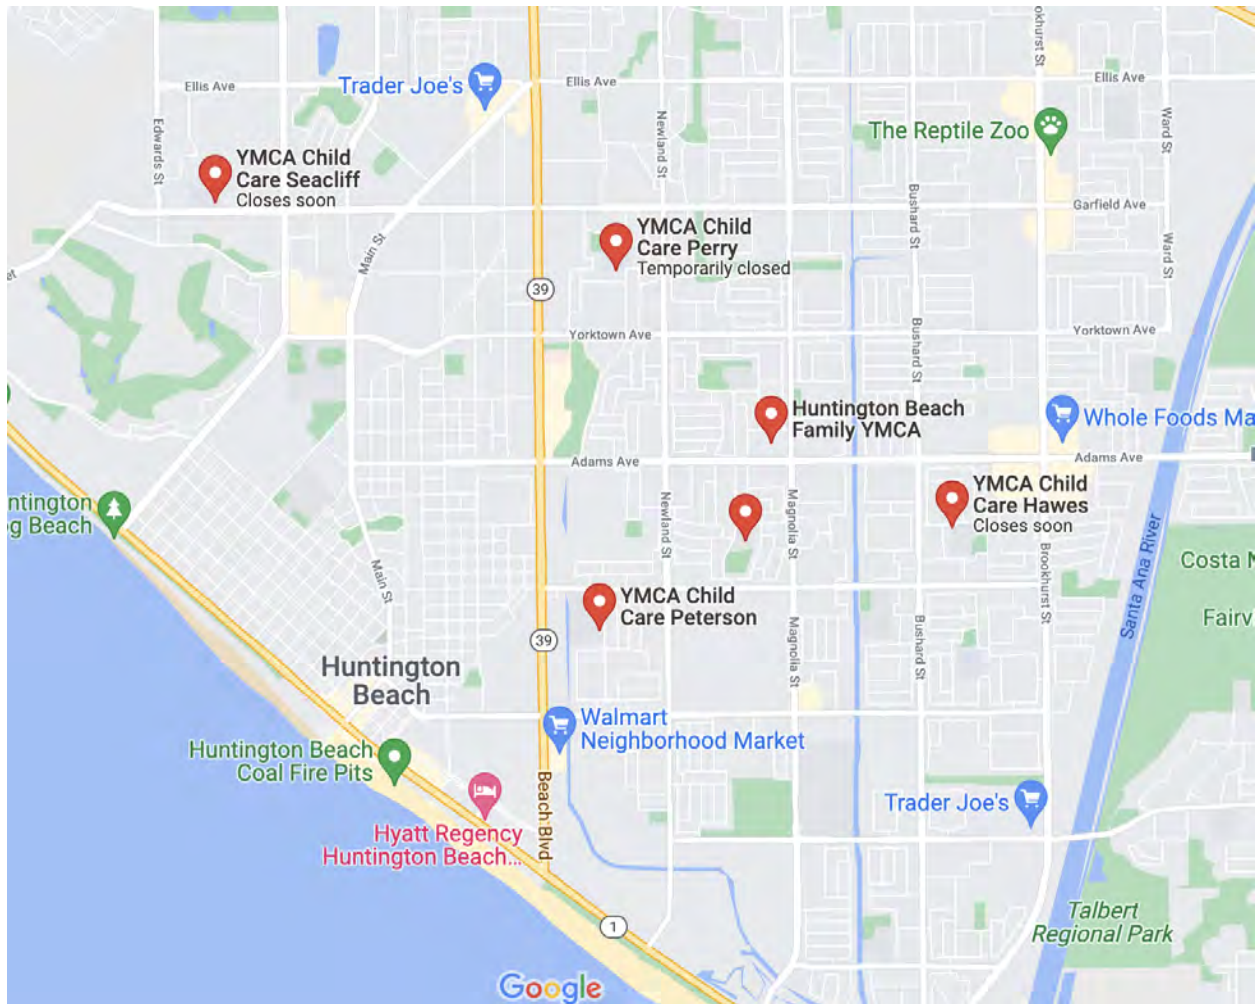 Brookhurst St
Ellis Ave
Trader Joe's
Ellis Ave
Ellis Ave
Edwards St
Newland St
The Reptile Zoo
Ward St
YMCA Child
Care Seacliff
Closes soon
Garfield Ave
Bushard St
Main St
YMCA Child
Care Perry
Temporarily closed
Ward St
39
Yorktown Ave
Yorktown Ave
Bushard St
Huntington Beach
Family YMCA
Whole Foods Ma
Adams Ave
Adams Ave
ntington
g Beach
YMCA Child
Care Hawes
Closes soon
Newland St
Magnolia St
Brookhurst St
Santa Ana River
Costa M
Main St
YMCA Child
Care Peterson
Fairv
39
Magnolia St
Bushard St
Huntington
Beach
Walmart
Neighborhood Market
Huntington Beach
Coal Fire Pits
Beach Blvd
Trader Joe's
Hyatt Regency
Huntington Beach...
1
Talbert
Regional Park
Google